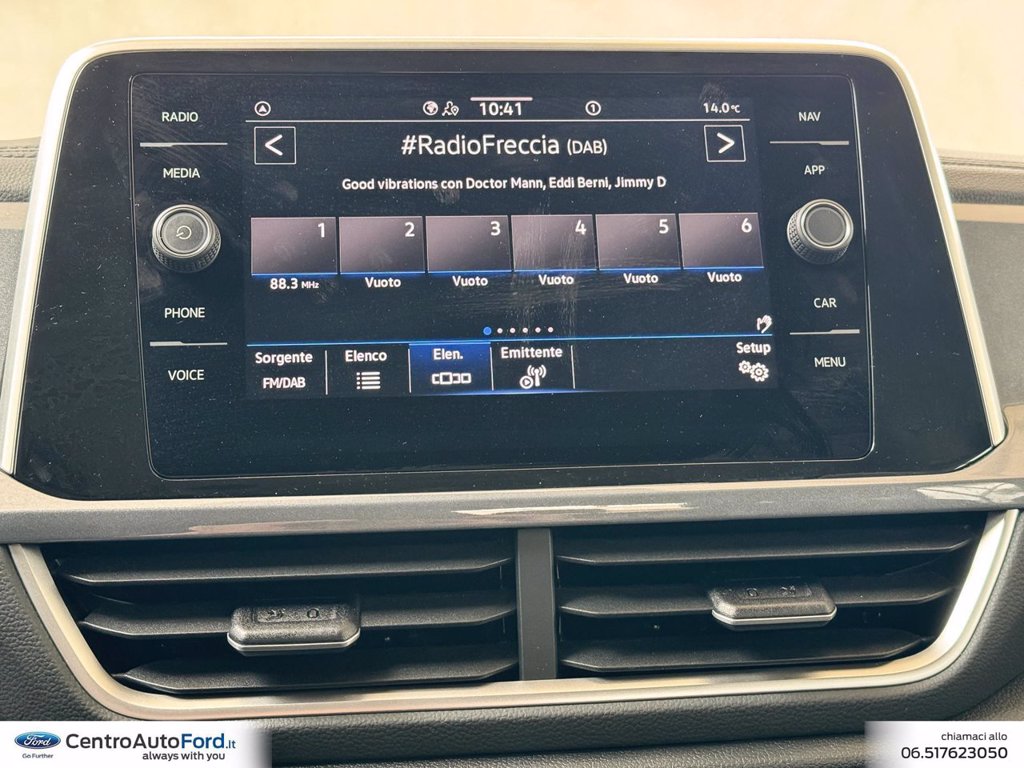 RADIO
MEDIA
PHONE
VOICE
10:41
1
14.0°C
<
#RadioFreccia (DAB)
>
Good vibrations con Doctor Mann, Eddi Berni, Jimmy D
1 2 3 4 5 6
88.3 MHz Vuoto Vuoto Vuoto Vuoto Vuoto
Sorgente Elenco Elen. Emittente Setup
FM/DAB
NAV
APP
CAR
MENU
Ford
Go Further
CentroAutoFord.it
always with you
chiamaci allo
06.517623050